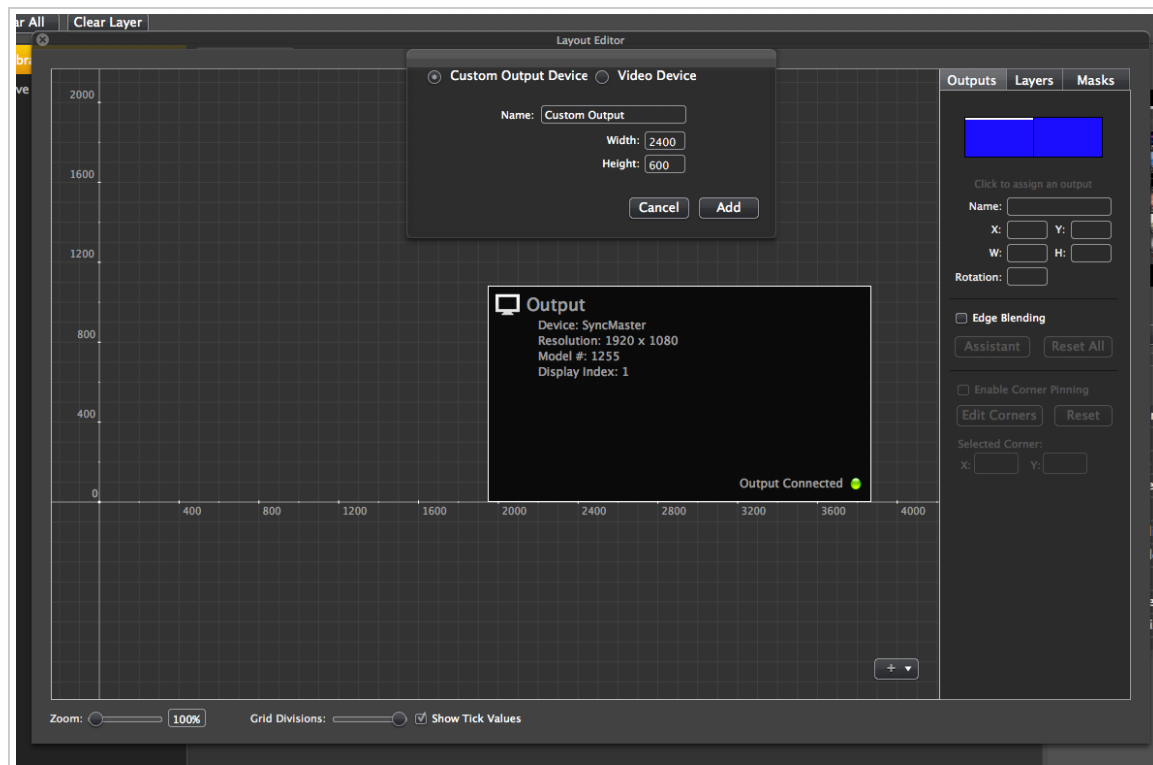 Clear Layer
Layout Editor
Custom Output Device Video Device
Name: Custom Output
Width: 2400
Height: 600
Cancel Add
Outputs Layers Masks
Click to assign an output
Name:
X: Y:
W: H:
Rotation:
Edge Blending
Assistant Reset All
Enable Corner Pinning
Edit Corners Reset
Selected Corner:
X: Y:
2000
1600
1200
800
400
0
Output
Device: SyncMaster
Resolution: 1920 x 1080
Model #: 1255
Display Index: 1
Output Connected
400 800 1200 1600 2000 2400 2800 3200 3600 4000
+
Zoom: 100% Grid Divisions: Show Tick Values